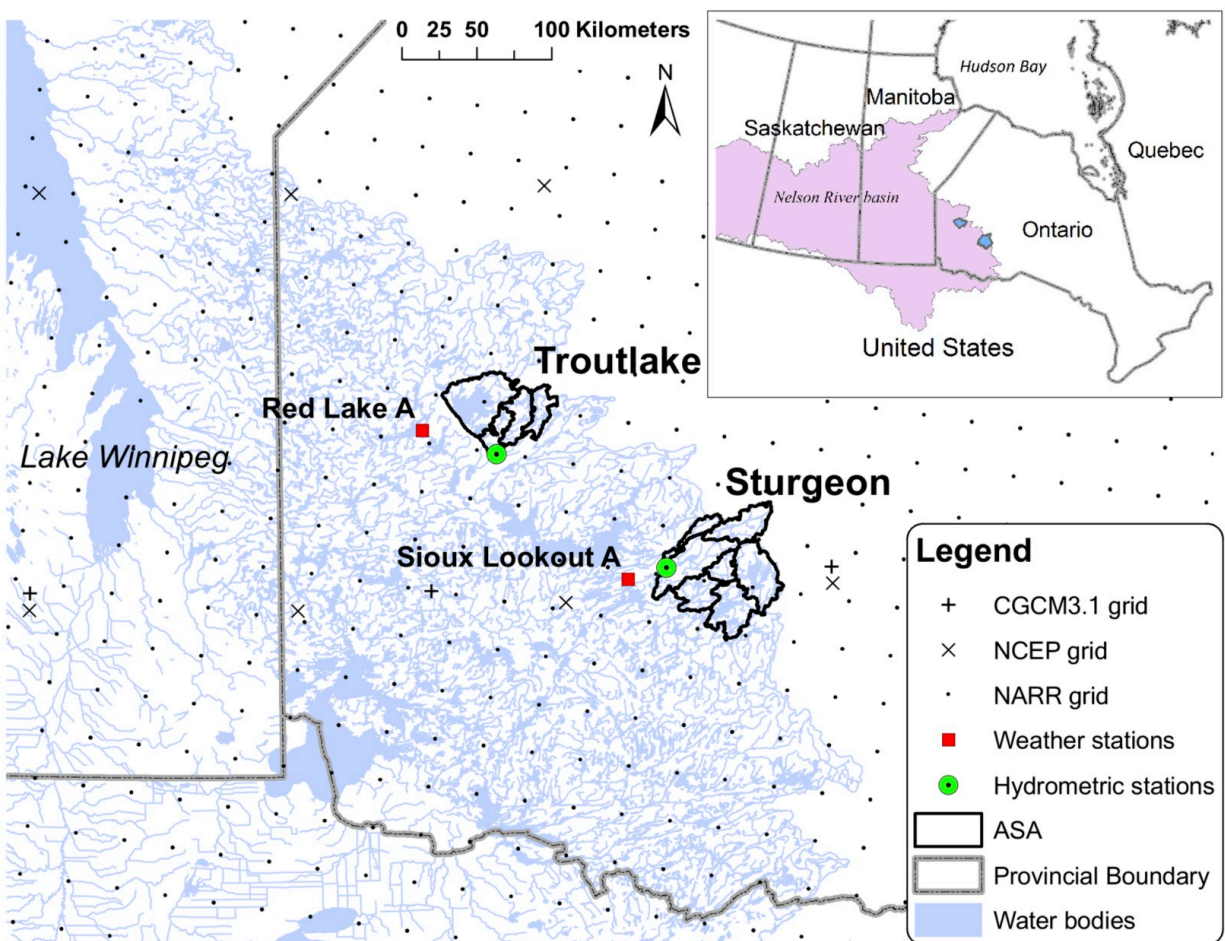 0 25 50 100 Kilometers
N
Hudson Bay
Manitoba
Saskatchewan
Quebec
Nelson River basin
Ontario
United States
Troutlake
Red Lake A
Lake Winnipeg
Sturgeon
Sioux Lookout A
Legend
CGCM3.1 grid
NCEP grid
NARR grid
Weather stations
Hydrometric stations
ASA
Provincial Boundary
Water bodies